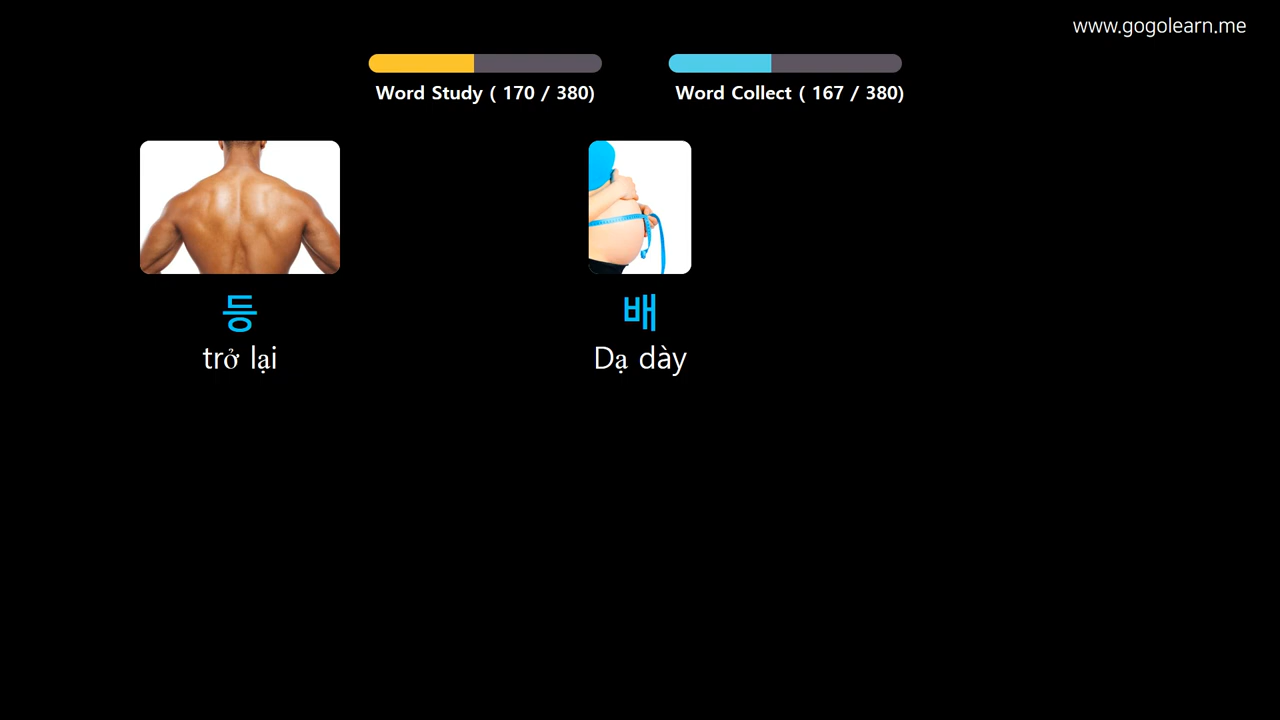 www.gogolearn.me
Word Study ( 170 / 380)
Word Collect ( 167 / 380)
등
trở lại
배
Dạ dày